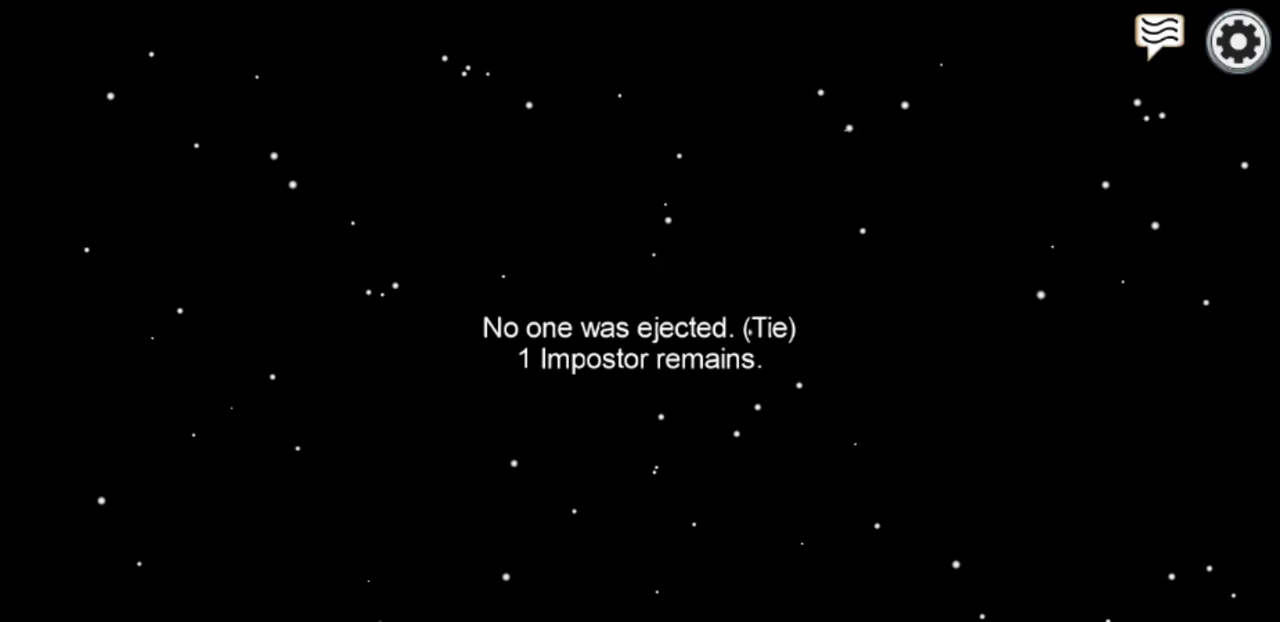 No one was ejected. (Tie)
1 Impostor remains.